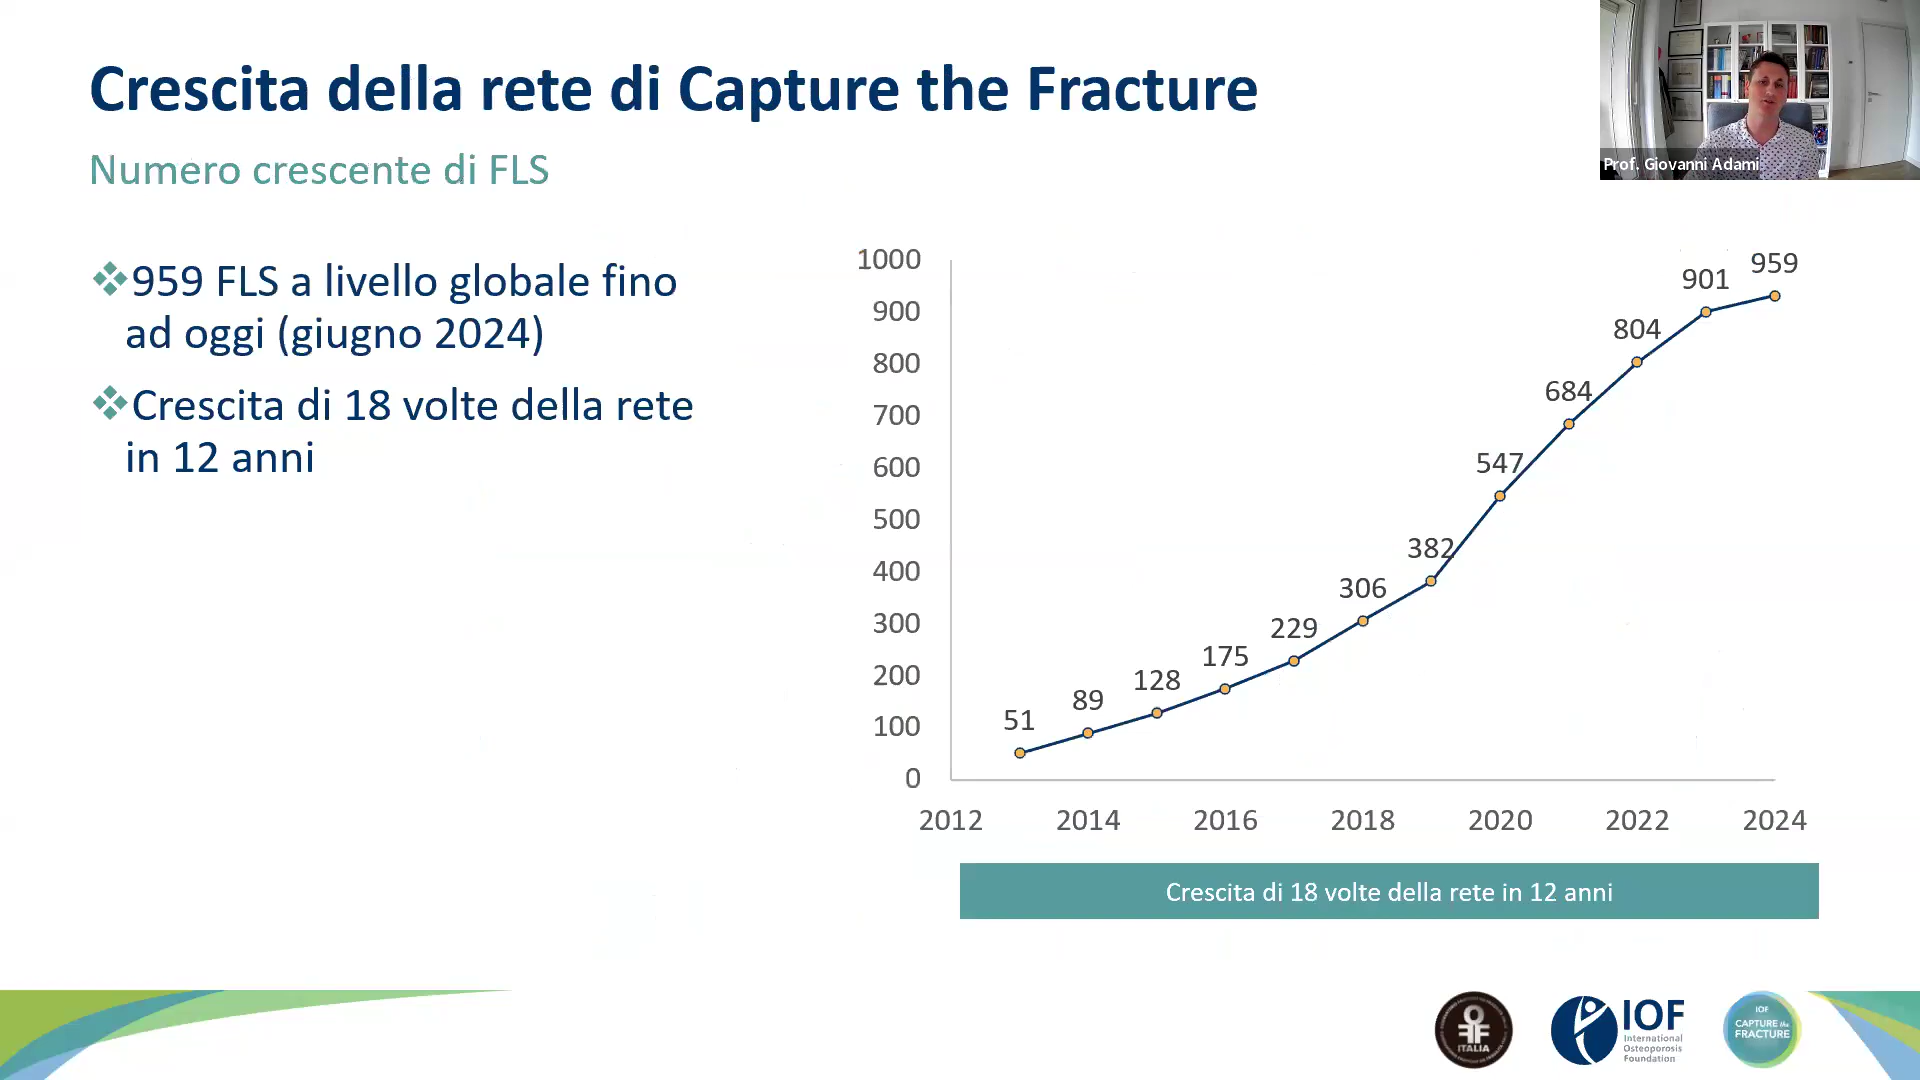 Crescita della rete di Capture the Fracture
Numero crescente di FLS
Prof. Giovanni Adami
959 FLS a livello globale fino
ad oggi (giugno 2024)
Crescita di 18 volte della rete
in 12 anni
1000
900
800
700
600
500
400
300
200
100
0
51
89
128
175
229
306
382
547
684
804
901
959
2012
2014
2016
2018
2020
2022
2024
Crescita di 18 volte della rete in 12 anni
ITALIA
IOF
International
Osteoporosis
Foundation
IOF
CAPTURE the
FRACTURE